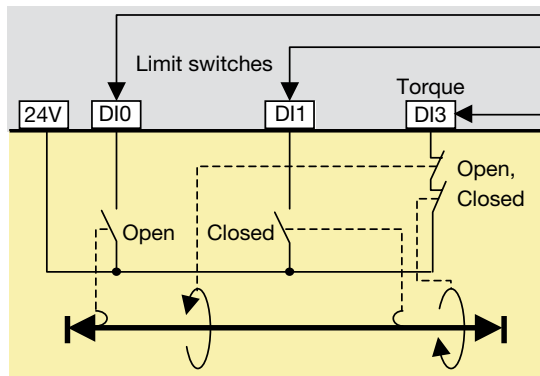 Limit switches
Torque
24V DI0 DI1 DI3
Open,
Closed
Open
Closed